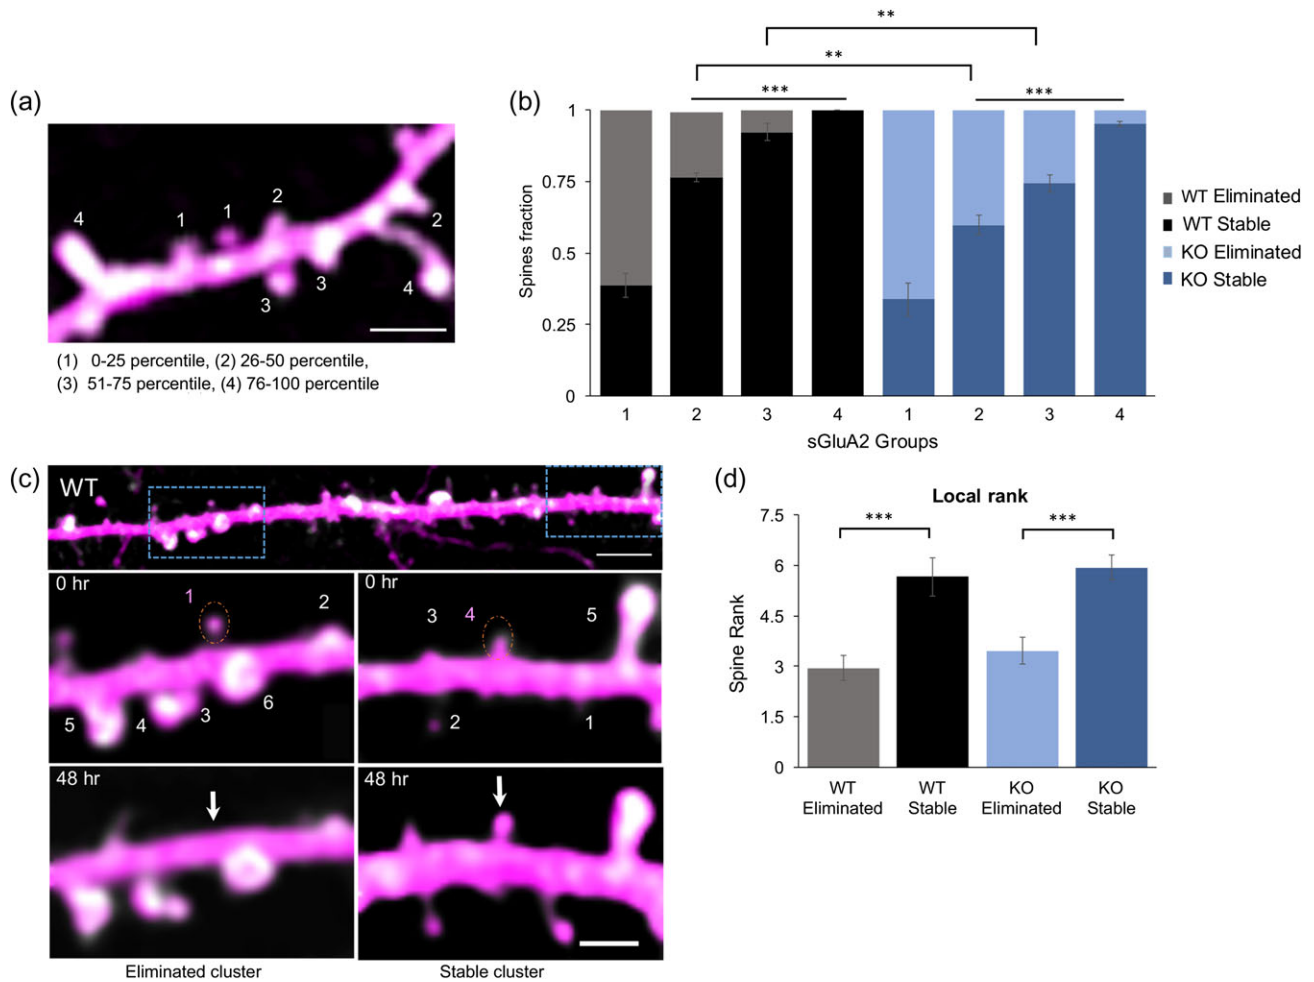 (a)
4
1
1
2
2
3
3
4
(1) 0-25 percentile, (2) 26-50 percentile,
(3) 51-75 percentile, (4) 76-100 percentile
(b)
**
**
***
***
Spines fraction
1
0.75
0.5
0.25
0
1 2 3 4 1 2 3 4
sGluA2 Groups
WT Eliminated
WT Stable
KO Eliminated
KO Stable
(c)
WT
0 hr
1
2
5
4
3
6
0 hr
3
4
5
2
1
48 hr
48 hr
Eliminated cluster
Stable cluster
(d)
Local rank
***
***
Spine Rank
7.5
6
4.5
3
1.5
0
WT Eliminated
WT Stable
KO Eliminated
KO Stable